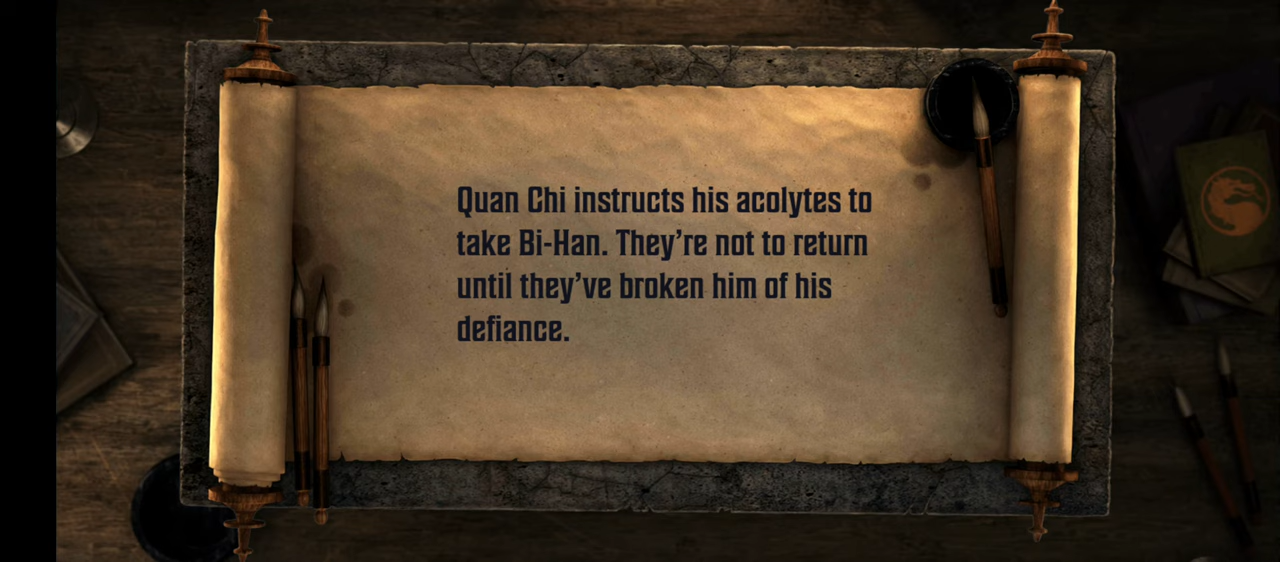 Quan Chi instructs his acolytes to
take Bi-Han. They’re not to return
until they’ve broken him of his
defiance.